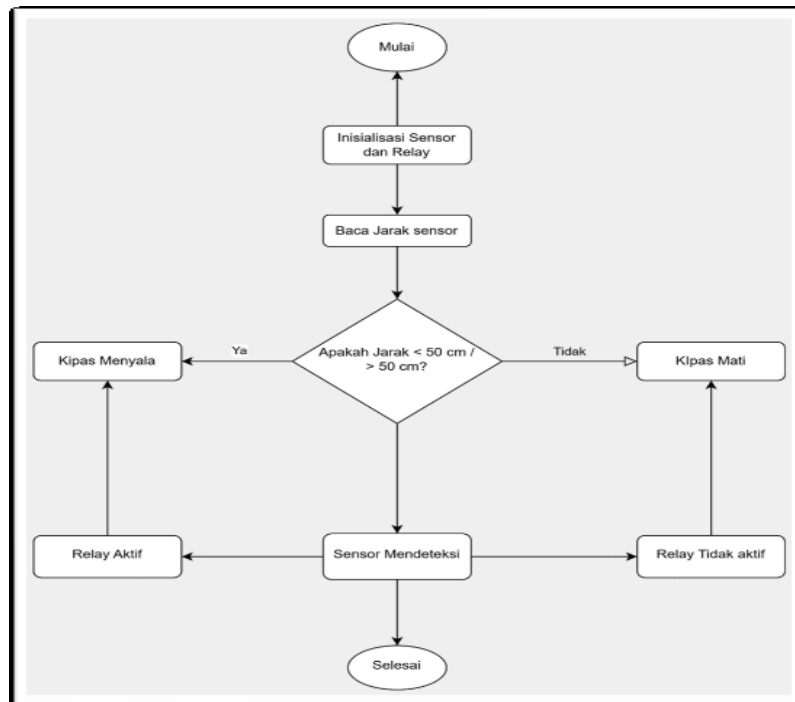 Mulai
Inisialisasi Sensor
dan Relay
Baca Jarak sensor
Apakah Jarak < 50 cm /
> 50 cm?
Ya
Tidak
Kipas Menyala
KIpas Mati
Relay Aktif
Sensor Mendeteksi
Relay Tidak aktif
Selesai